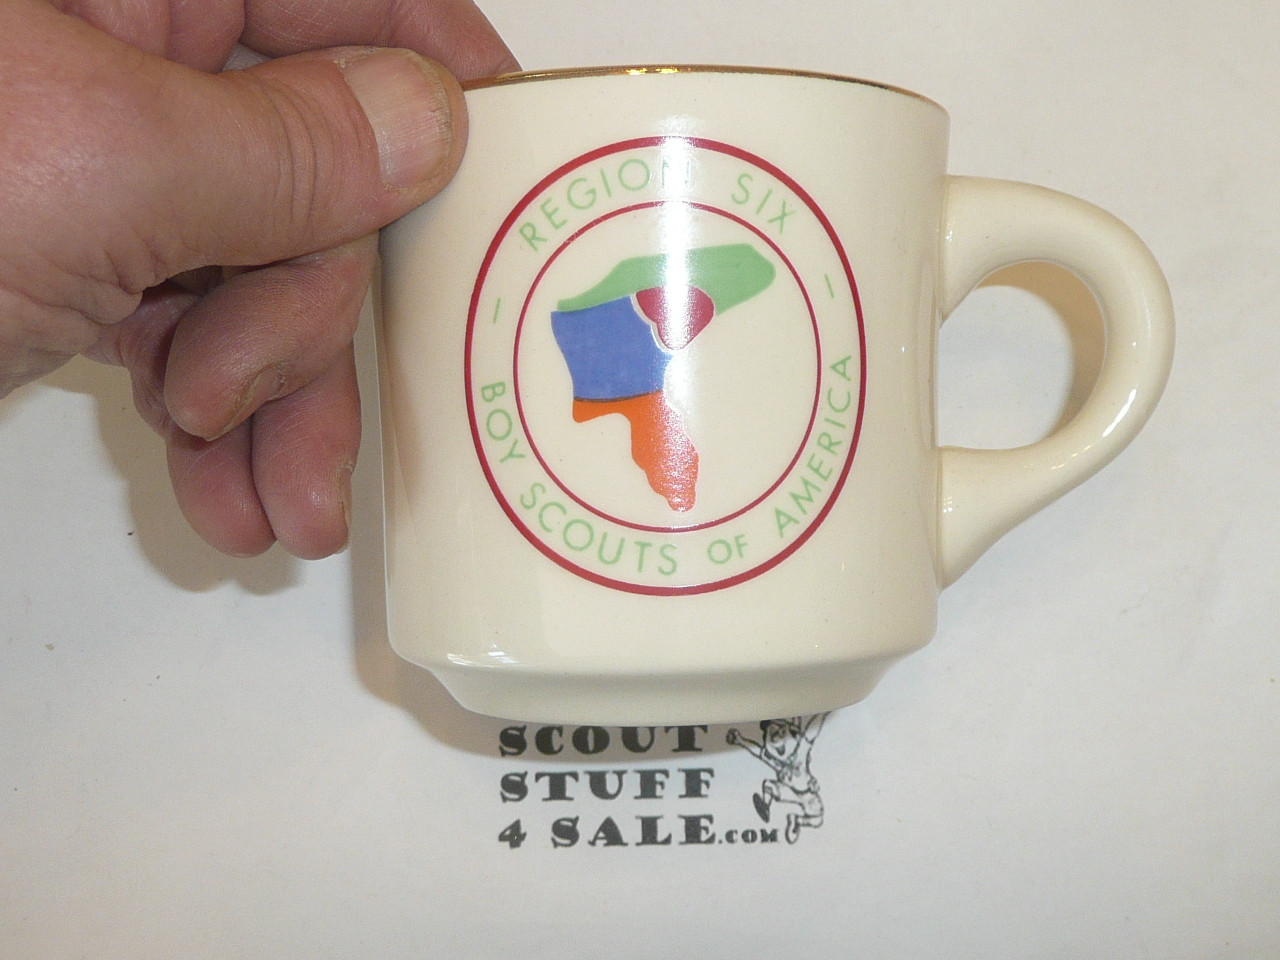 REGION SIX
BOY SCOUTS OF AMERICA
SCOUT
STUFF
4 SALE.COM